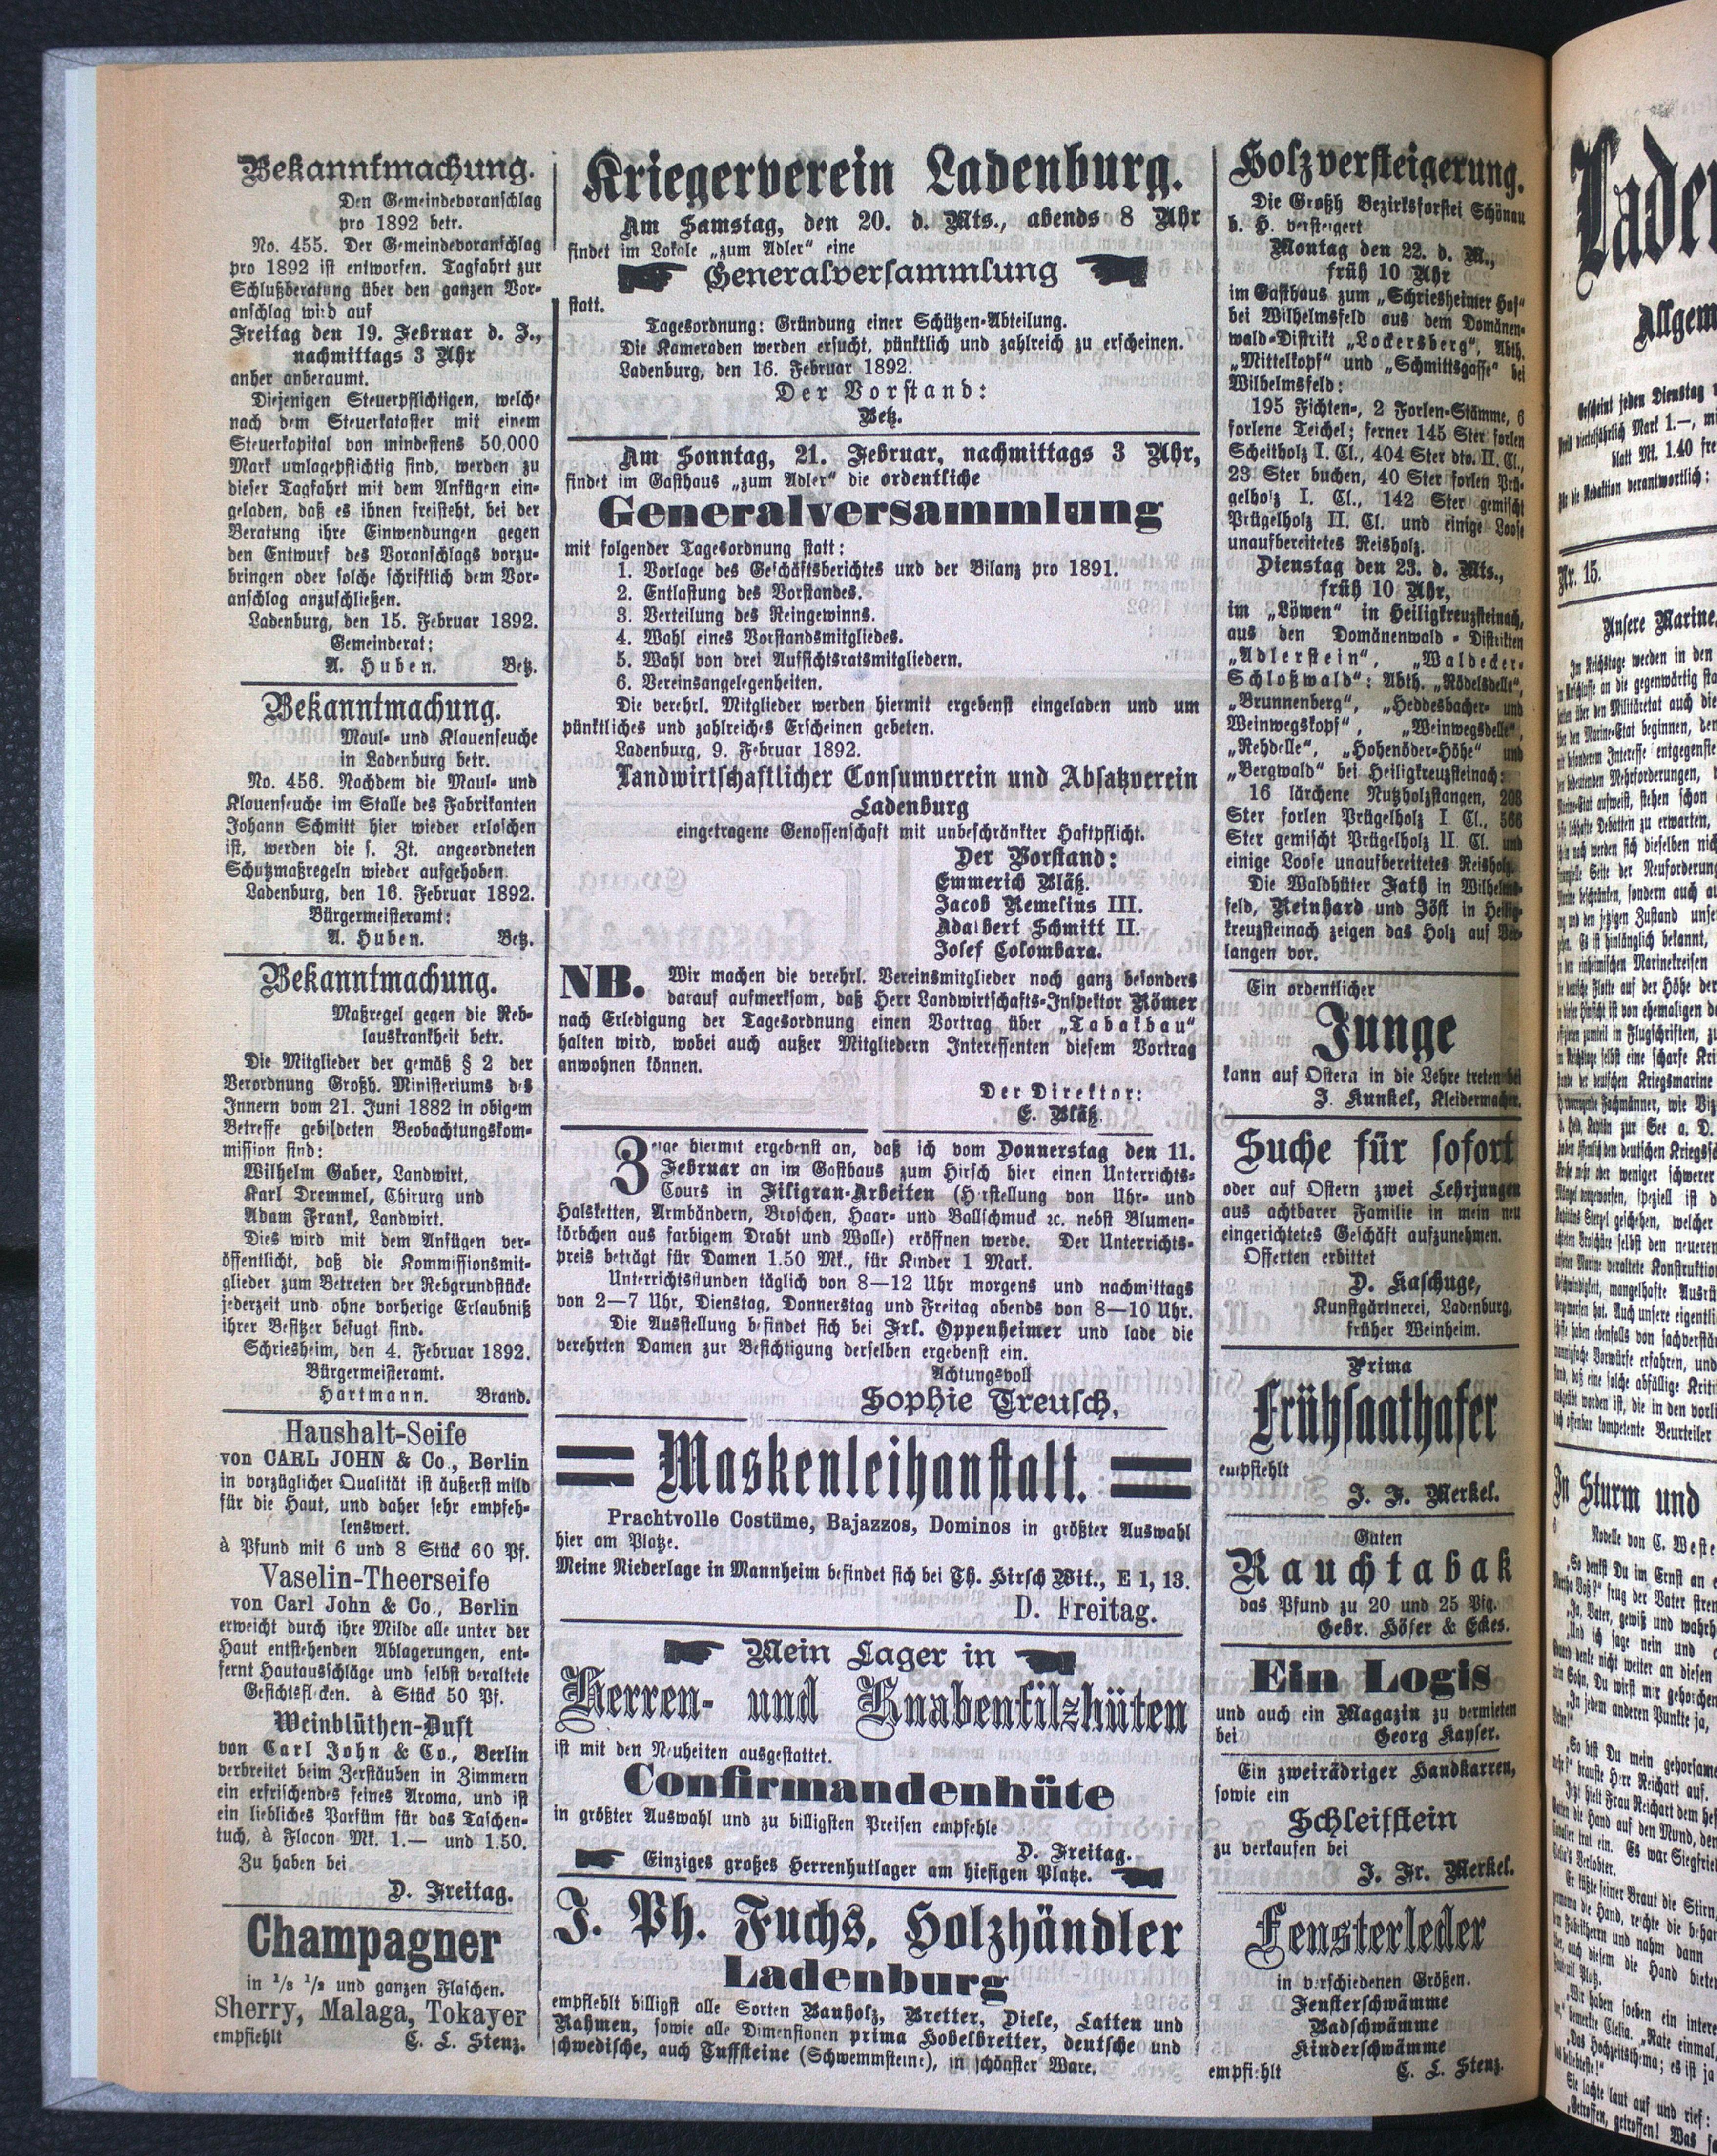 Bekanntmachung.
Den Gemeindevoranschlag
pro 1892 betr.
No. 455. Der Gemeindevoranschlag
pro 1892 ist entworfen. Tagfahrt zur
Schlußberatung über den ganzen Vor-
anschlag wird auf
Freitag den 19. Februar d. J.,
nachmittags 3 Uhr
anher anberaumt.
Diejenigen Steuerpflichtigen, welche
nach dem Steuerkataster mit einem
Steuerkapital von mindestens 50,000
Mark umlagepflichtig sind, werden zu
dieser Tagfahrt mit dem Anfügen ein-
geladen, daß es ihnen freisteht, bei der
Beratung ihre Einwendungen gegen
den Entwurf des Voranschlags vorzu-
bringen oder solche schriftlich dem Vor-
anschlag anzuschließen.
Ladenburg, den 15. Februar 1892.
Gemeinderat:
A. Huben. Betz.
Bekanntmachung.
Maul- und Klauenseuche
in Ladenburg betr.
No. 456. Nachdem die Maul- und
Klauenseuche im Stalle des Fabrikanten
Johann Schmitt hier wieder erloschen
ist, werden die s. Zt. angeordneten
Schutzmaßregeln wieder aufgehoben.
Ladenburg, den 16. Februar 1892.
Bürgermeisteramt:
A. Huben. Betz.
Bekanntmachung.
Maßregel gegen die Reb-
lauskrankheit betr.
Die Mitglieder der gemäß § 2 der
Verordnung Großh. Ministeriums des
Innern vom 21. Juni 1882 in obigem
Betreffe gebildeten Beobachtungskom-
mission sind:
Wilhelm Gaber, Landwirt,
Karl Dremmel, Chirurg und
Adam Frank, Landwirt.
Dies wird mit dem Anfügen ver-
öffentlicht, daß die Kommissionsmit-
glieder zum Betreten der Rebgrundstücke
jederzeit und ohne vorherige Erlaubniß
ihrer Besitzer befugt sind.
Schriesheim, den 4. Februar 1892.
Bürgermeisteramt.
Hartmann. Brand.
Haushalt-Seife
von CARL JOHN & Co., Berlin
in vorzüglicher Qualität ist äußerst mild
für die Haut, und daher sehr empfeh-
lenswert.
à Pfund mit 6 und 8 Stück 60 Pf.
Vaselin-Theerseife
von Carl John & Co., Berlin
erweicht durch ihre Milde alle unter der
Haut entstehenden Ablagerungen, ent-
fernt Hautausschläge und selbst veraltete
Gesichtsflecken. à Stück 50 Pf.
Weinblüthen-Duft
von Carl John & Co., Berlin
verbreitet beim Zerstäuben in Zimmern
ein erfrischendes feines Aroma, und ist
ein liebliches Parfüm für das Taschen-
tuch, à Flacon Mk. 1.— und 1.50.
Zu haben bei
D. Freitag.
Champagner
in 1/8 1/2 und ganzen Flaschen.
Sherry, Malaga, Tokayer
empfiehlt C. L. Stenz.
Kriegerverein Ladenburg.
Am Samstag, den 20. d. Mts., abends 8 Uhr
findet im Lokale „zum Adler“ eine
Generalversammlung
statt.
Tagesordnung: Gründung einer Schützen-Abteilung.
Die Kameraden werden ersucht, pünktlich und zahlreich zu erscheinen.
Ladenburg, den 16. Februar 1892.
Der Vorstand:
Betz.
Am Sonntag, 21. Februar, nachmittags 3 Uhr,
findet im Gasthaus „zum Adler“ die ordentliche
Generalversammlung
mit folgender Tagesordnung statt:
1. Vorlage des Geschäftsberichtes und der Bilanz pro 1891.
2. Entlastung des Vorstandes.
3. Verteilung des Reingewinns.
4. Wahl eines Vorstandsmitgliedes.
5. Wahl von drei Aufsichtsratsmitgliedern.
6. Vereinsangelegenheiten.
Die verehrl. Mitglieder werden hiermit ergebenst eingeladen und um
pünktliches und zahlreiches Erscheinen gebeten.
Ladenburg, 9. Februar 1892.
Landwirtschaftlicher Consumverein und Absatzverein
Ladenburg
eingetragene Genossenschaft mit unbeschränkter Haftpflicht.
Der Vorstand:
Emmerich Bläß.
Jacob Remelius III.
Adalbert Schmitt II.
Josef Colombara.
NB. Wir machen die verehrl. Vereinsmitglieder noch ganz besonders
darauf aufmerksam, daß Herr Landwirtschafts-Inspektor Römer
nach Erledigung der Tagesordnung einen Vortrag über „Tabakbau“
halten wird, wobei auch außer Mitgliedern Interessenten diesem Vortrag
anwohnen können.
Der Direktor:
E. Bläß.
Zeige hiermit ergebenst an, daß ich vom Donnerstag den 11.
Februar an im Gasthaus zum Hirsch hier einen Unterrichts-
Cours in Filigran-Arbeiten (Herstellung von Uhr- und
Halsketten, Armbändern, Broschen, Haar- und Ballschmuck ꝛc. nebst Blumen-
körbchen aus farbigem Draht und Wolle) eröffnen werde. Der Unterrichts-
preis beträgt für Damen 1.50 Mk., für Kinder 1 Mark.
Unterrichtsstunden täglich von 8—12 Uhr morgens und nachmittags
von 2—7 Uhr, Dienstag, Donnerstag und Freitag abends von 8—10 Uhr.
Die Ausstellung befindet sich bei Frl. Oppenheimer und lade die
verehrten Damen zur Besichtigung derselben ergebenst ein.
Achtungsvoll
Sophie Treusch,
Maskenleihanstalt.
Prachtvolle Costüme, Bajazzos, Dominos in größter Auswahl
hier am Platze.
Meine Niederlage in Mannheim befindet sich bei Th. Hirsch Wit., E 1, 13.
D. Freitag.
Mein Lager in
Herren- und Knabenfilzhüten
ist mit den Neuheiten ausgestattet.
Confirmandenhüte
in größter Auswahl und zu billigsten Preisen empfehle
D. Freitag.
Einziges großes Herrenhutlager am hiesigen Platze.
J. Ph. Fuchs, Holzhändler
Ladenburg
empfiehlt billigst alle Sorten Bauholz, Bretter, Diele, Latten und
Rahmen, sowie alle Dimensionen prima Hobelbretter, deutsche und
schwedische, auch Tuffsteine (Schwemmsteine), in schönster Ware.
Holzversteigerung.
Die Großh Bezirksforstei Schönau
b. H. versteigert
Montag den 22. d. M.,
früh 10 Uhr
im Gasthaus zum „Schriesheimer Hof“
bei Wilhelmsfeld aus dem Domänen-
wald-Distrikt „Lockersberg“, Abth.
„Mittelkopf“ und „Schmittsgasse“ bei
Wilhelmsfeld:
195 Fichten-, 2 Forlen-Stämme, 6
forlene Teichel; ferner 145 Ster forlen
Scheitholz I. Cl., 404 Ster dto. II. Cl.,
23 Ster buchen, 40 Ster forlen Prü-
gelholz I. Cl., 142 Ster gemischt
Prügelholz II. Cl. und einige Loose
unaufbereitetes Reisholz.
Dienstag den 23. d. Mts.,
früh 10 Uhr,
im „Löwen“ in Heiligkreuzsteinach,
aus den Domänenwald-Distrikten
„Adlerstein“, „Waldecker-
Schloßwald“: Abth. „Rödelsdelle“,
„Brunnenberg“, „Heddesbacher- und
Weinwegskopf“, „Weinwegsdelle“,
„Rehdelle“, „Hohenöder-Höhe“ und
„Bergwald“ bei Heiligkreuzsteinach:
16 lärchene Nutzholzstangen, 208
Ster forlen Prügelholz I. Cl., 566
Ster gemischt Prügelholz II. Cl. und
einige Loose unaufbereitetes Reisholz.
Die Waldhüter Fath in Wilhelms-
feld, Reinhard und Jöst in Heilig-
kreuzsteinach zeigen das Holz auf Ver-
langen vor.
Ein ordentlicher
Junge
kann auf Ostern in die Lehre treten bei
J. Kunkel, Kleidermacher.
Suche für sofort
oder auf Ostern zwei Lehrjungen
aus achtbarer Familie in mein neu
eingerichtetes Geschäft aufzunehmen.
Offerten erbittet
D. Kaschuge,
Kunstgärtnerei, Ladenburg,
früher Weinheim.
Prima
Frühsaathafer
empfiehlt
J. F. Merkel.
Guten
Rauchtabak
das Pfund zu 20 und 25 Pfg.
Gebr. Höfer & Eckes.
Ein Logis
und auch ein Magazin zu vermieten
bei Georg Kayser.
Ein zweirädriger Handkarren,
sowie ein
Schleifstein
zu verkaufen bei
J. Fr. Merkel.
Fensterleder
in verschiedenen Größen.
Fensterschwämme
Badschwämme
Kinderschwämme
empfiehlt C. L. Stenz.
Nr. 15.
Unsere Marine.
In Sturm und